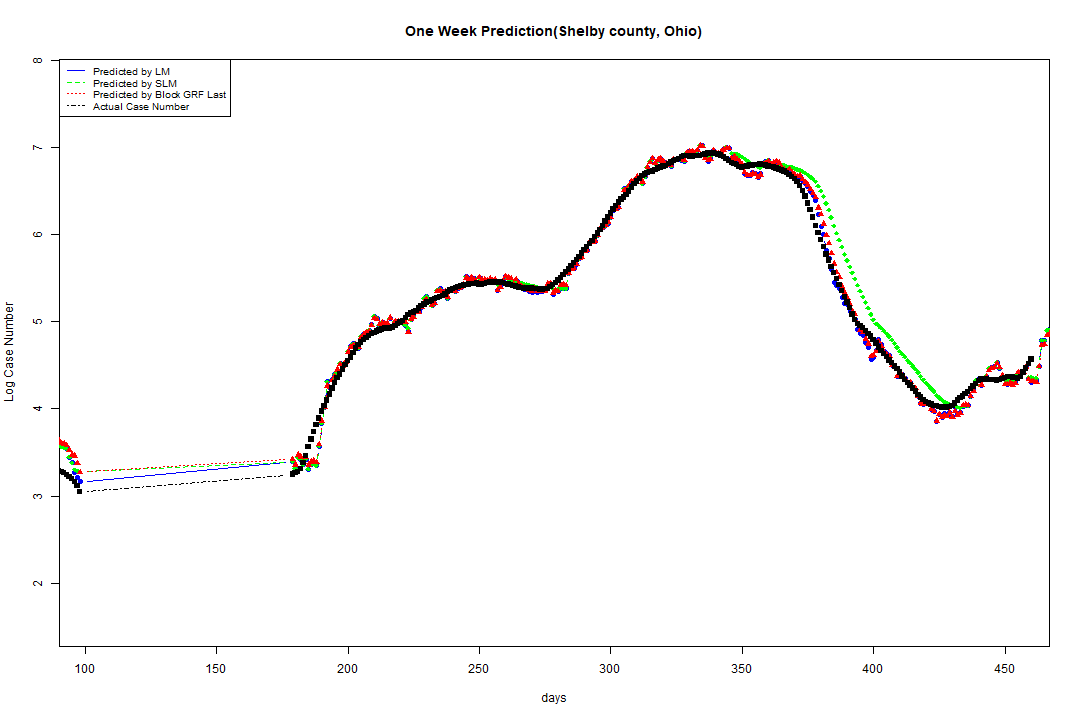 One Week Prediction(Shelby county, Ohio)
Predicted by LM
Predicted by SLM
Predicted by Block GRF Last
Actual Case Number
8
7
6
5
4
3
2
Log Case Number
100 150 200 250 300 350 400 450
days